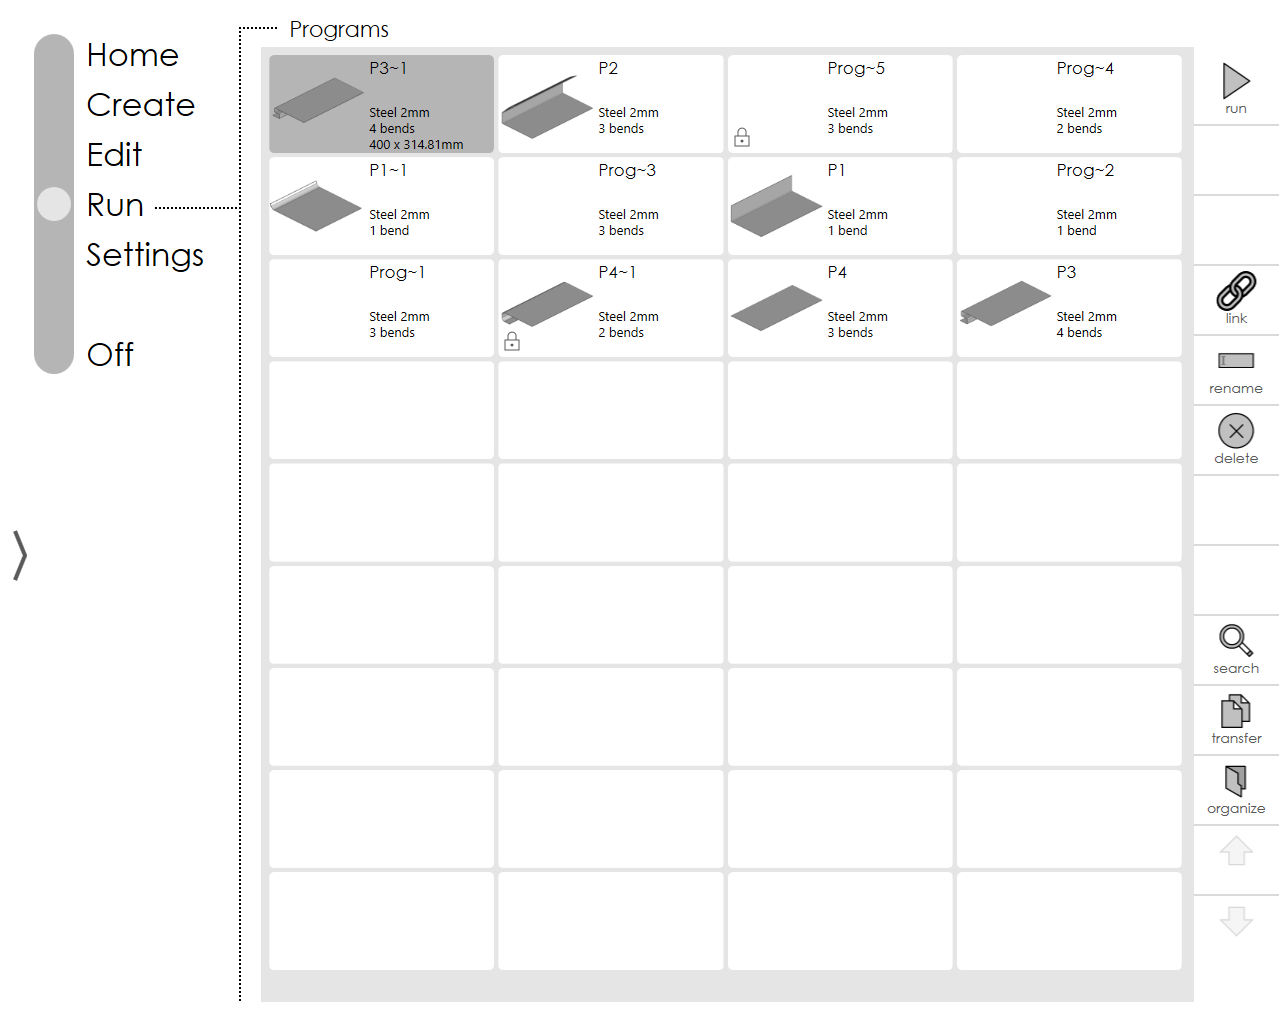 Home
Create
Edit
Run
Settings
Off
Programs
P3~1
Steel 2mm
4 bends
400 x 314.81mm
P2
Steel 2mm
3 bends
Prog~5
Steel 2mm
3 bends
Prog~4
Steel 2mm
2 bends
P1~1
Steel 2mm
1 bend
Prog~3
Steel 2mm
3 bends
P1
Steel 2mm
1 bend
Prog~2
Steel 2mm
1 bend
Prog~1
Steel 2mm
3 bends
P4~1
Steel 2mm
2 bends
P4
Steel 2mm
3 bends
P3
Steel 2mm
4 bends
run
link
rename
delete
search
transfer
organize